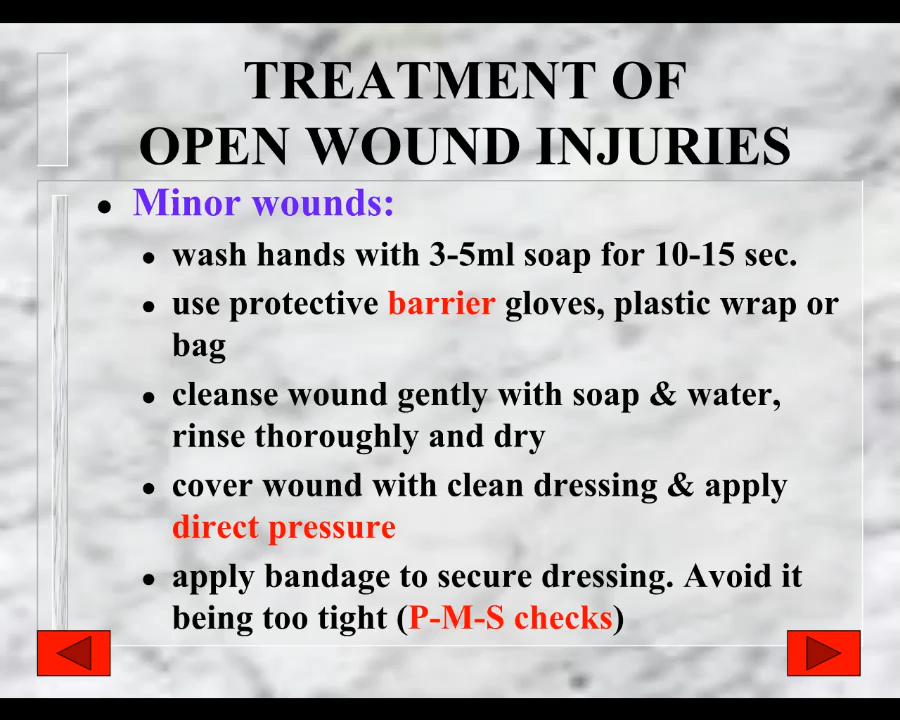 TREATMENT OF
OPEN WOUND INJURIES
• Minor wounds:
• wash hands with 3-5ml soap for 10-15 sec.
• use protective barrier gloves, plastic wrap or
bag
• cleanse wound gently with soap & water,
rinse thoroughly and dry
• cover wound with clean dressing & apply
direct pressure
• apply bandage to secure dressing. Avoid it
being too tight (P-M-S checks)